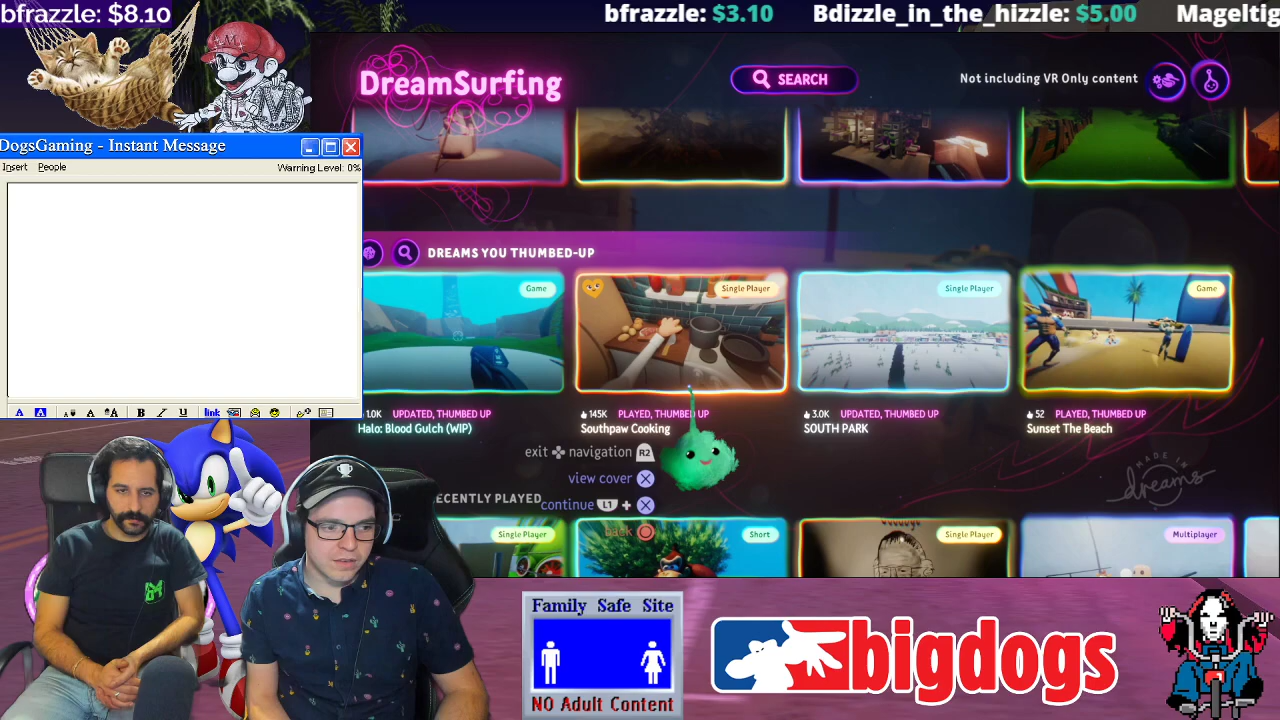 bfrazzle: $8.10
bfrazzle: $3.10 Bdizzle_in_the_hizzle: $5.00 Mageltig
DreamSurfing
SEARCH
Not including VR Only content
DogsGaming - Instant Message
Insert People
Warning Level: 0%
DREAMS YOU THUMBED-UP
Game
Single Player
Single Player
Game
1.0K UPDATED, THUMBED UP
Halo: Blood Gulch (WIP)
145K PLAYED, THUMBED UP
Southpaw Cooking
3.0K UPDATED, THUMBED UP
SOUTH PARK
52 PLAYED, THUMBED UP
Sunset The Beach
exit navigation R2
view cover
continue L1 +
back
ECENTLY PLAYED
MADE IN
dreams
Single Player
Short
Single Player
Multiplayer
A A A A A B I U link
M
M
Family Safe Site
NO Adult Content
bigdogs